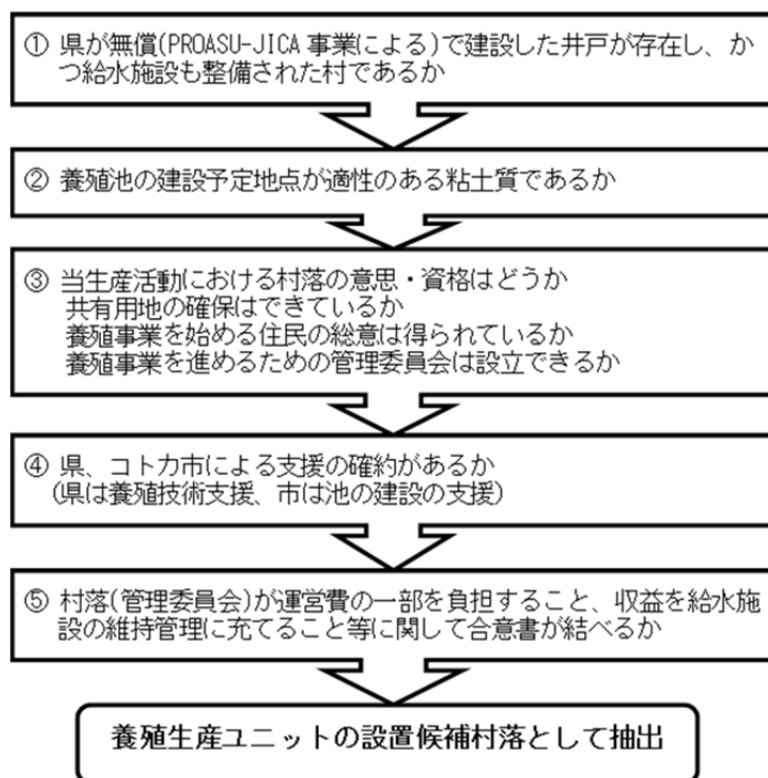 ① 県が無償(PROASU-JICA 事業による)で建設した井戸が存在し、か
つ給水施設も整備された村であるか
② 養殖池の建設予定地点が適性のある粘土質であるか
③ 当生産活動における村落の意思・資格はどうか
共有用地の確保はできているか
養殖事業を始める住民の総意は得られているか
養殖事業を進めるための管理委員会は設立できるか
④ 県、コトカ市による支援の確約があるか
(県は養殖技術支援、市は池の建設の支援)
⑤ 村落(管理委員会)が運営費の一部を負担すること、収益を給水施
設の維持管理に充てること等に関して合意書が結べるか
養殖生産ユニットの設置候補村落として抽出